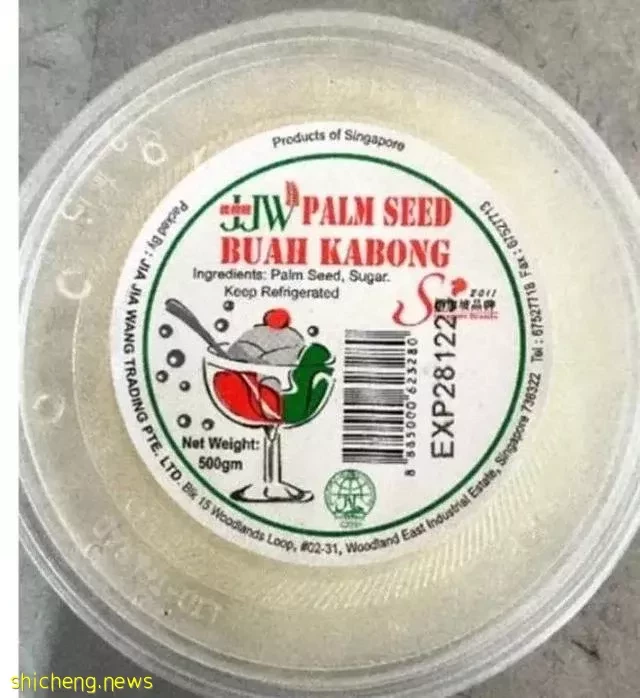 Products of Singapore
JJW PALM SEED
BUAH KABONG
Ingredients: Palm Seed, Sugar.
Keep Refrigerated
2011
EXP281222
8 885000 623280
Net Weight:
500gm
Packed By : JIA JIA WANG TRADING PTE. LTD. Blk 15 Woodlands Loop, #02-31, Woodland East Industrial Estate, Singapore 738322 Tel : 67527718 Fax : 67527713
shicheng.news